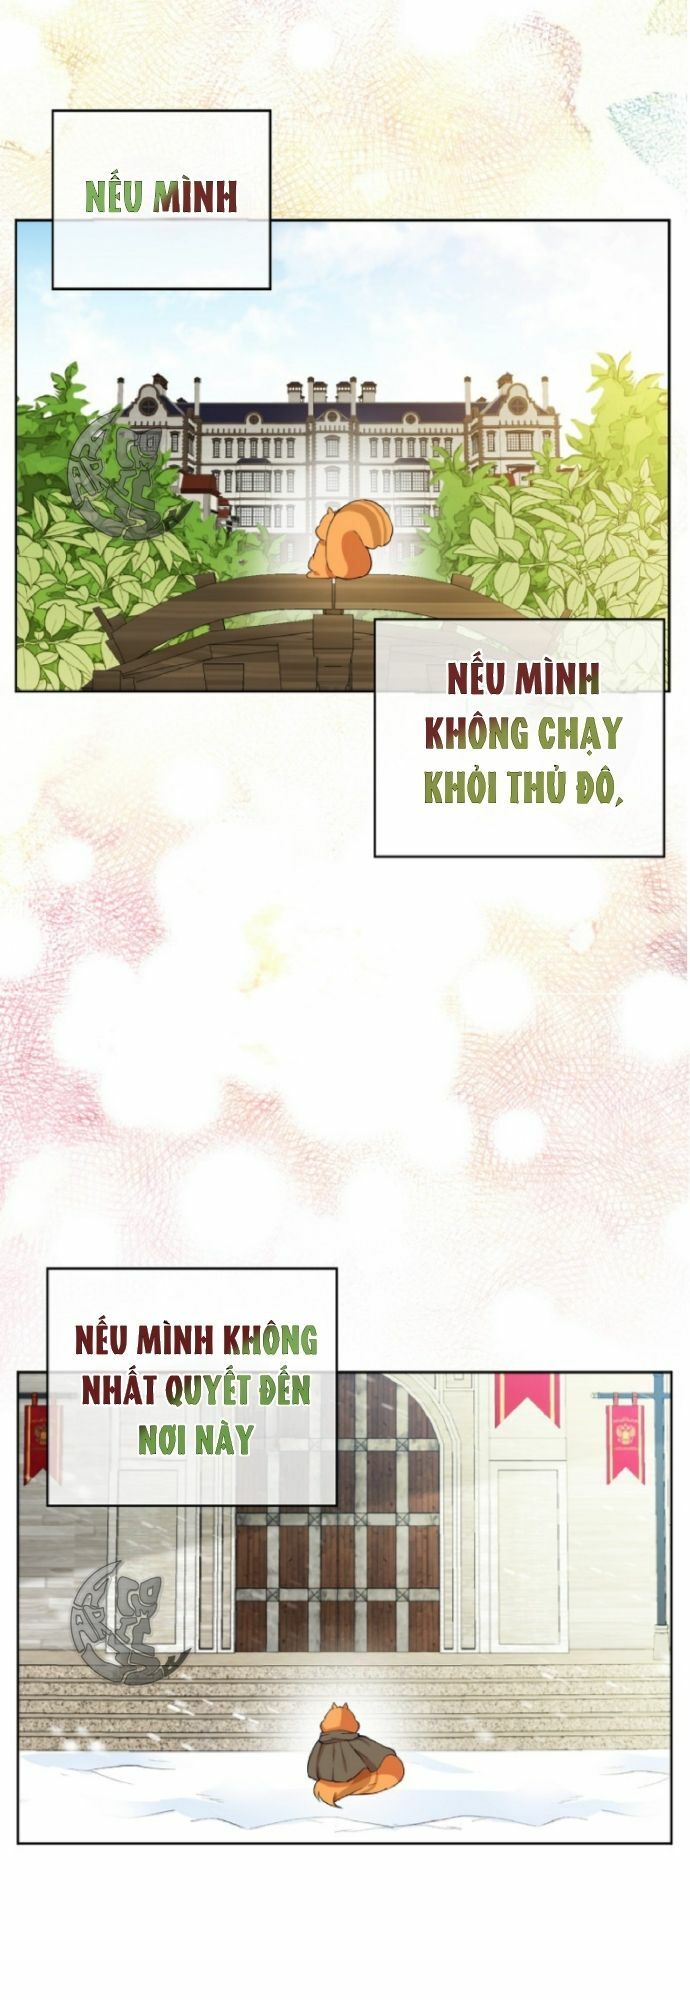 NẾU MÌNH
NẾU MÌNH
KHÔNG CHẠY
KHỎI THỦ ĐÔ,
NẾU MÌNH KHÔNG
NHẤT QUYẾT ĐẾN
NƠI NÀY